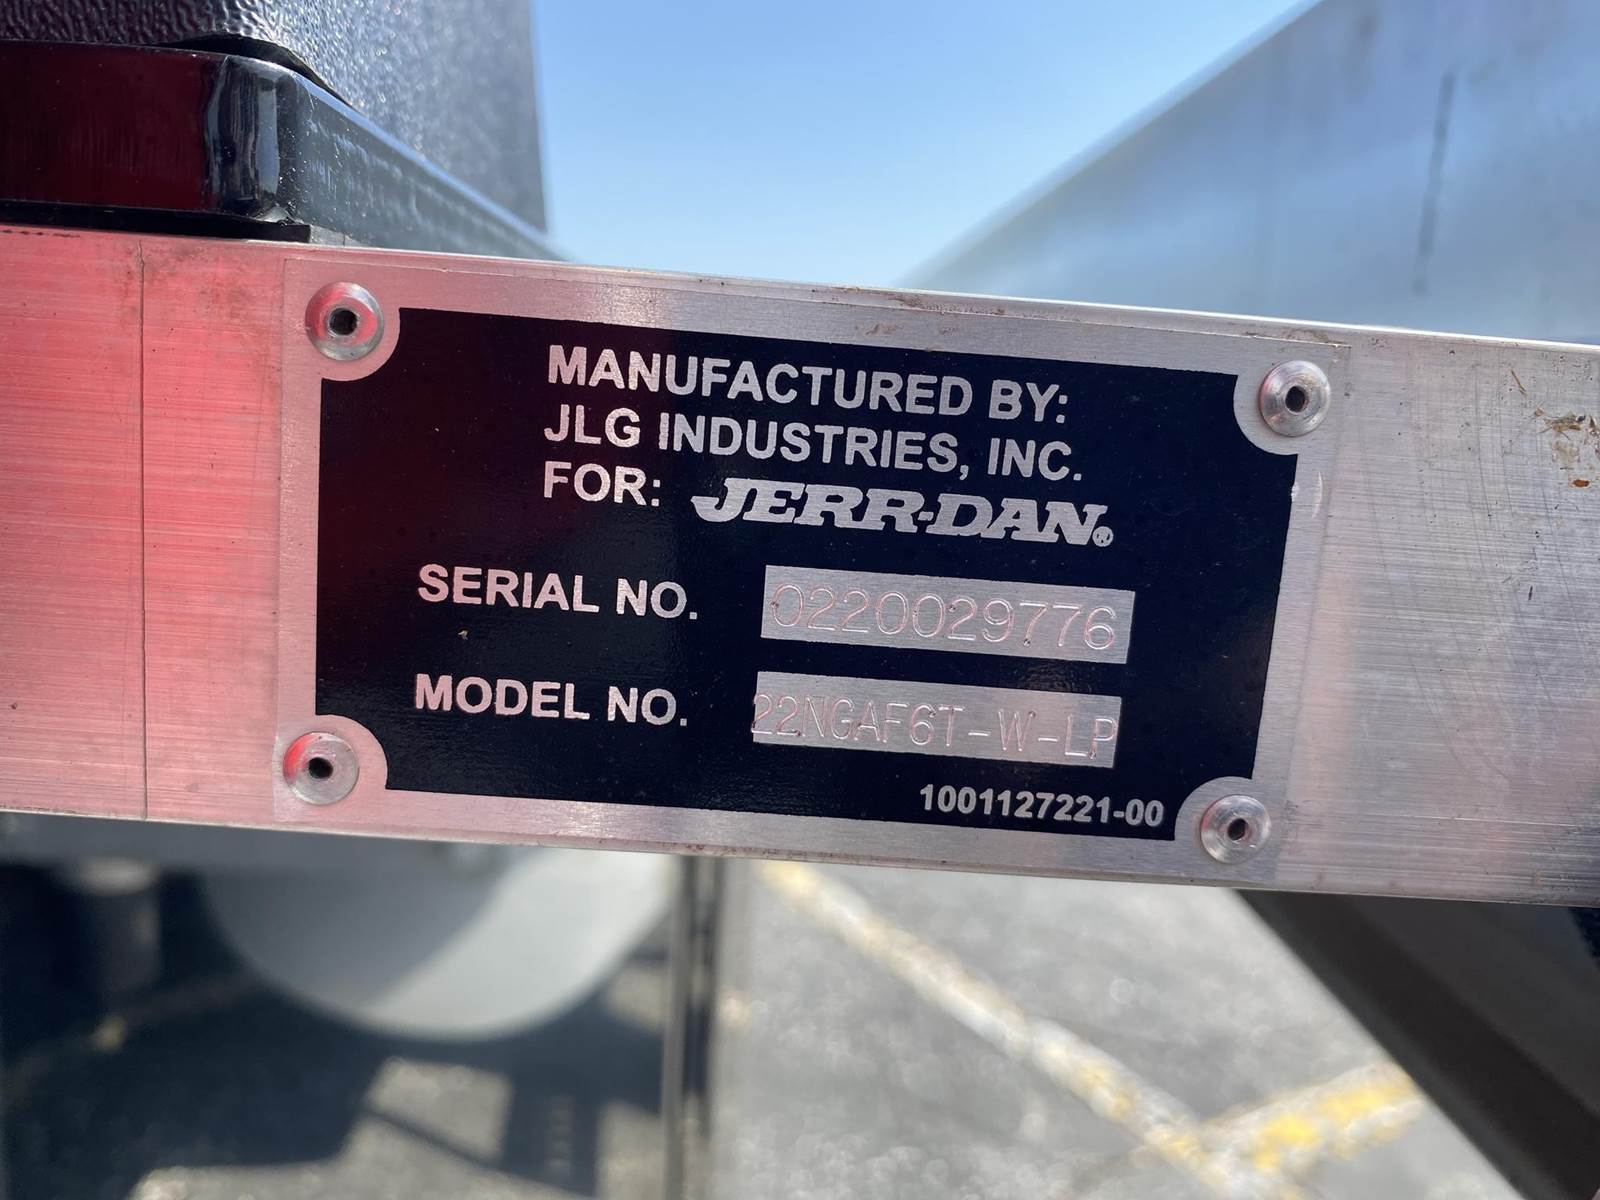 MANUFACTURED BY:
JLG INDUSTRIES, INC.
FOR: JERR-DAN®
SERIAL NO. 0220029776
MODEL NO. 22NGAF6T-W-LP
1001127221-00